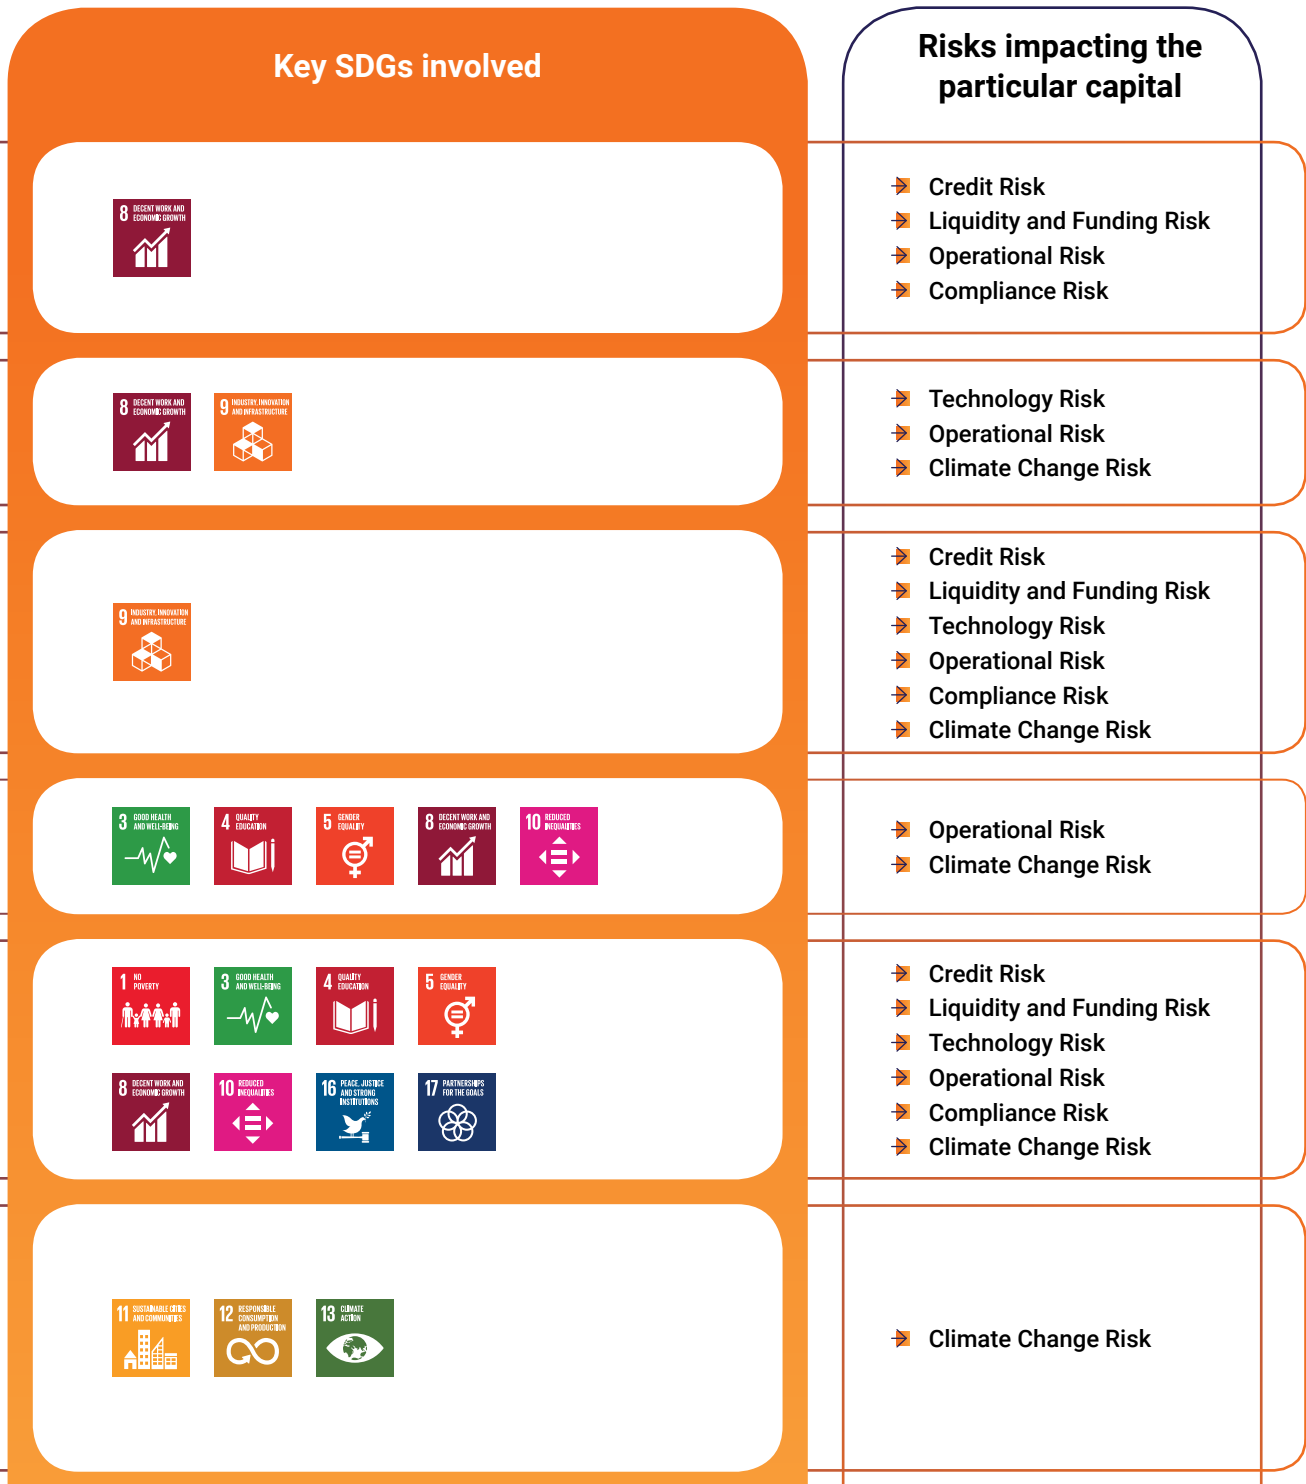 Key SDGs involved
Risks impacting the
particular capital
8 DECENT WORK AND
ECONOMIC GROWTH
Credit Risk
Liquidity and Funding Risk
Operational Risk
Compliance Risk
8 DECENT WORK AND
ECONOMIC GROWTH
9 INDUSTRY, INNOVATION
AND INFRASTRUCTURE
Technology Risk
Operational Risk
Climate Change Risk
9 INDUSTRY, INNOVATION
AND INFRASTRUCTURE
Credit Risk
Liquidity and Funding Risk
Technology Risk
Operational Risk
Compliance Risk
Climate Change Risk
3 GOOD HEALTH
AND WELL-BEING
4 QUALITY
EDUCATION
5 GENDER
EQUALITY
8 DECENT WORK AND
ECONOMIC GROWTH
10 REDUCED
INEQUALITIES
Operational Risk
Climate Change Risk
1 NO
POVERTY
3 GOOD HEALTH
AND WELL-BEING
4 QUALITY
EDUCATION
5 GENDER
EQUALITY
8 DECENT WORK AND
ECONOMIC GROWTH
10 REDUCED
INEQUALITIES
16 PEACE, JUSTICE
AND STRONG
INSTITUTIONS
17 PARTNERSHIPS
FOR THE GOALS
Credit Risk
Liquidity and Funding Risk
Technology Risk
Operational Risk
Compliance Risk
Climate Change Risk
11 SUSTAINABLE CITIES
AND COMMUNITIES
12 RESPONSIBLE
CONSUMPTION
AND PRODUCTION
13 CLIMATE
ACTION
Climate Change Risk